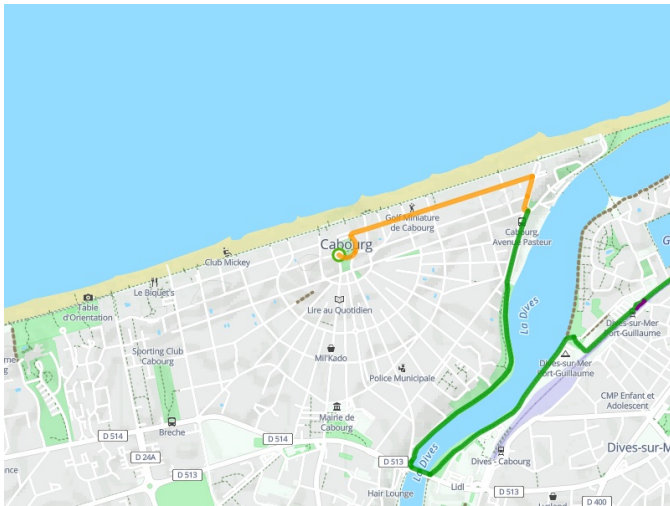 Golf Miniature
de Cabourg
Cabourg,
Avenue Pasteur
Cabourg
Club Mickey
Le Biquet's
Table
d'Orientation
Lire au Quotidien
La Dives
Dives-sur-Mer
Port-Guillaume
Sporting Club
Cabourg
Mil'Kado
Police Municipale
Dives-sur-Mer
Port-Guillaume
CMP Enfant et
Adolescent
Mairie de
Cabourg
Breche
D 514
D 514
D 24A
D 513
D 513
La Dives
Dives - Cabourg
Dives-sur-M
Hair Lounge
Lidl
D 513
D 400